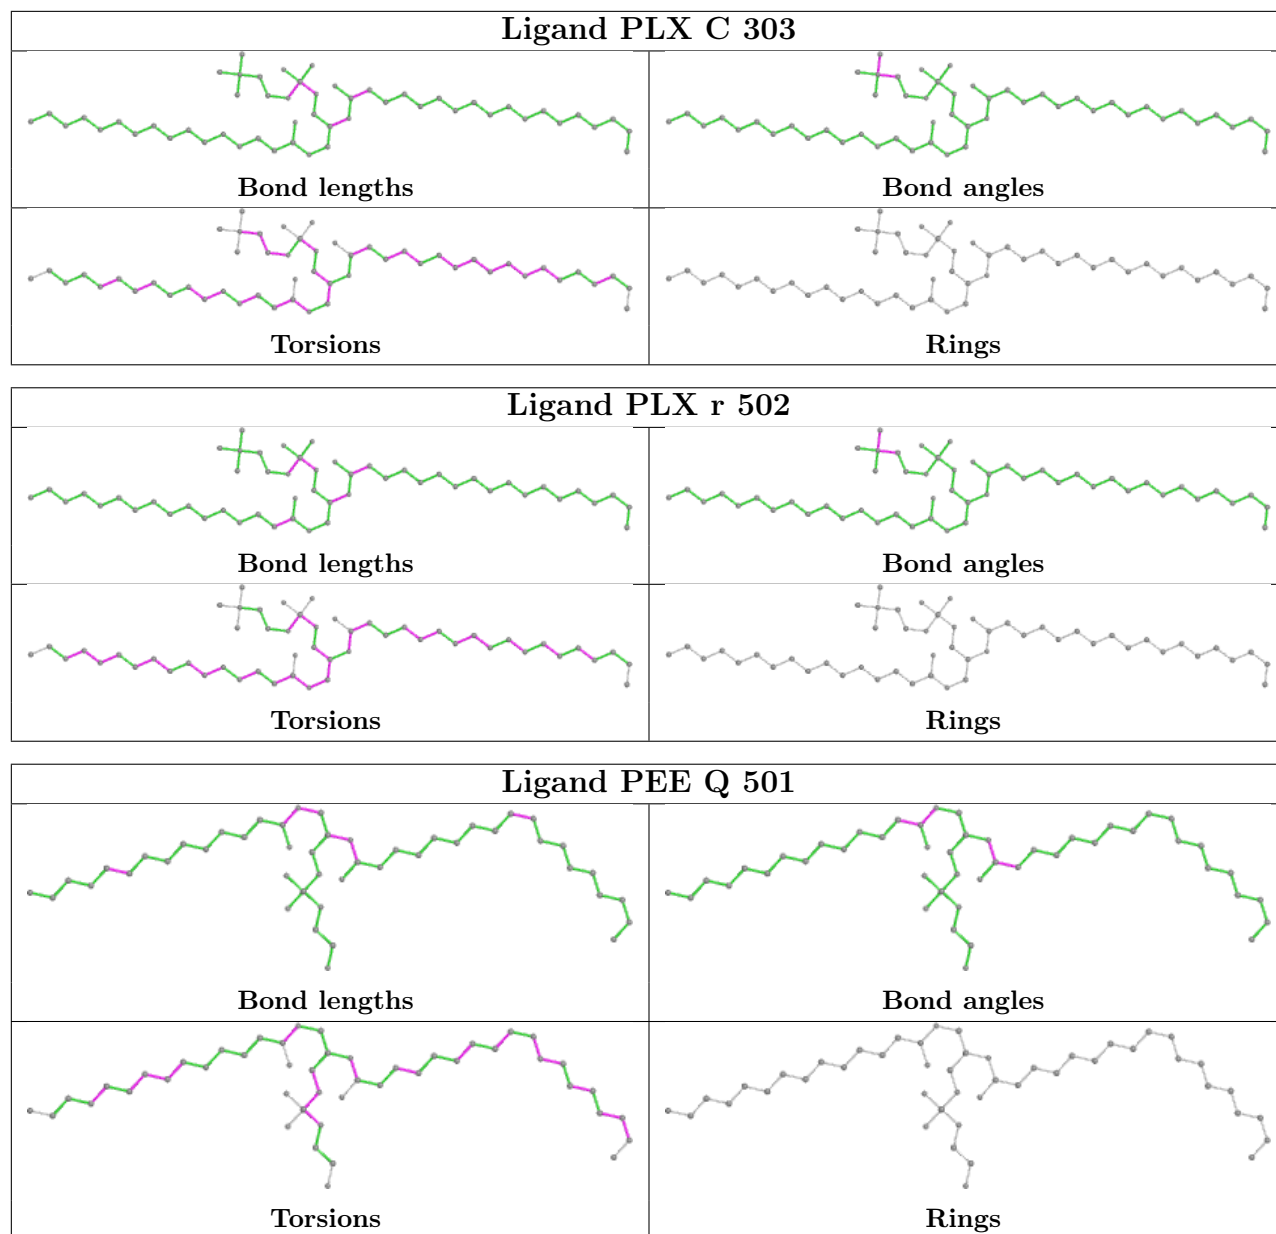 Ligand PLX C 303
Bond lengths
Bond angles
Torsions
Rings
Ligand PLX r 502
Bond lengths
Bond angles
Torsions
Rings
Ligand PEE Q 501
Bond lengths
Bond angles
Torsions
Rings